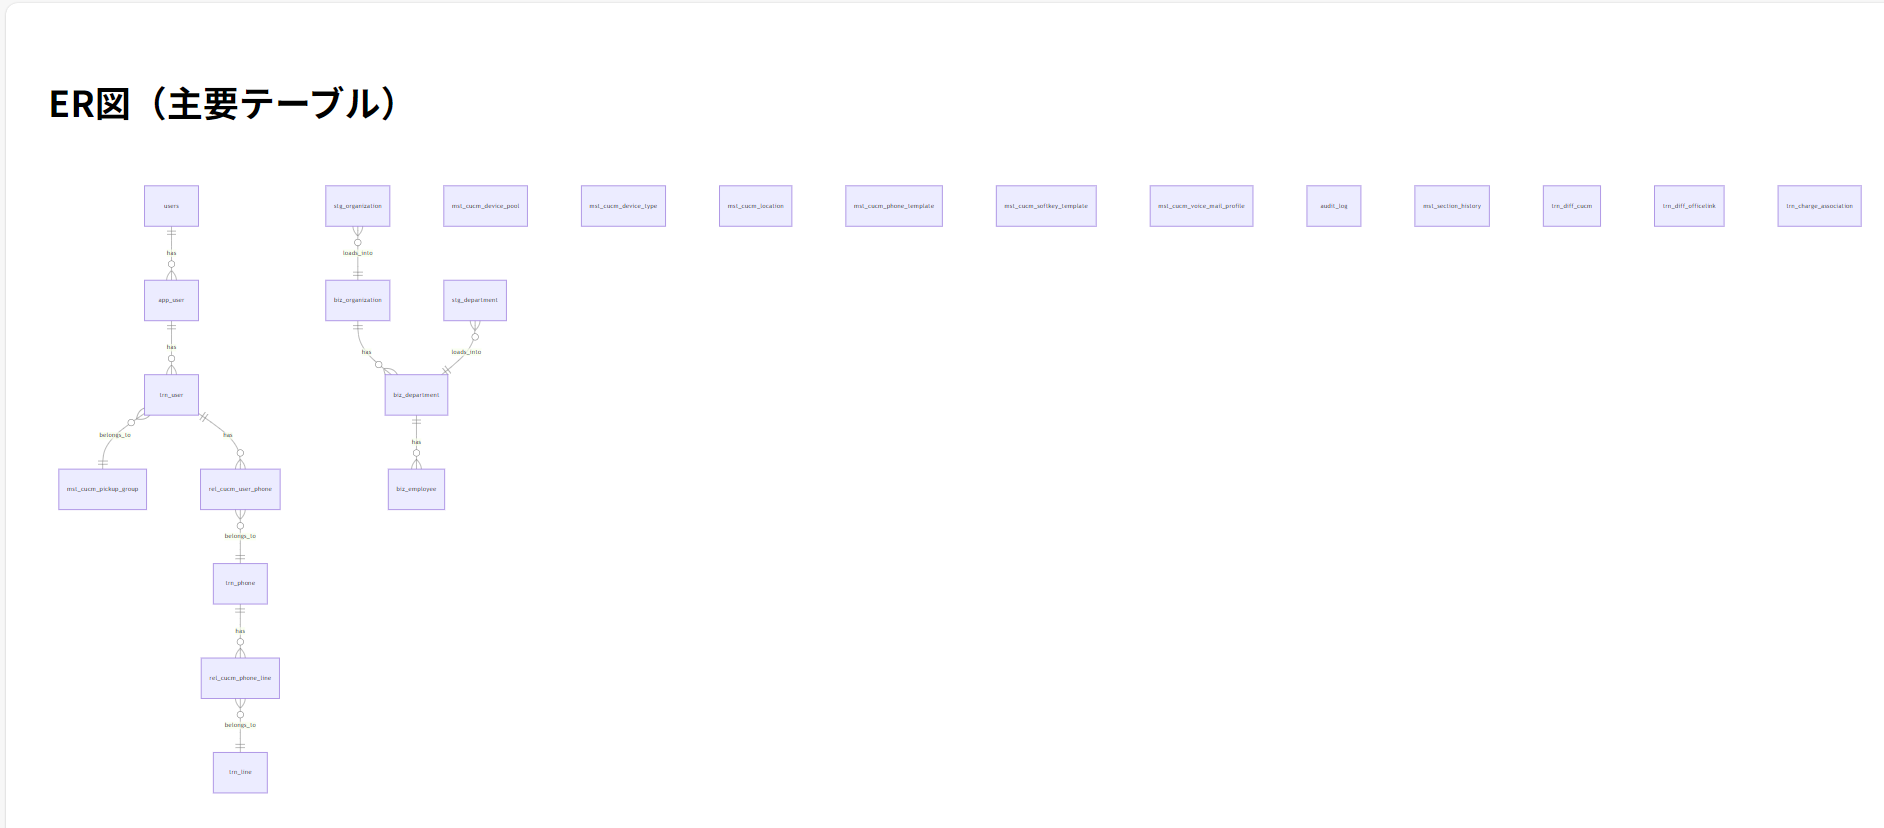 ER図（主要テーブル）
users
stg_organization
mst_cucm_device_pool
mst_cucm_device_type
mst_cucm_location
mst_cucm_phone_template
mst_cucm_softkey_template
mst_cucm_voice_mail_profile
audit_log
mst_section_history
trn_diff_cucm
trn_diff_officelink
trn_charge_association
has
loads_into
app_user
biz_organization
stg_department
has
has
loads_into
trn_user
biz_department
belongs_to
has
has
mst_cucm_pickup_group
rel_cucm_user_phone
biz_employee
belongs_to
trn_phone
has
rel_cucm_phone_line
belongs_to
trn_line